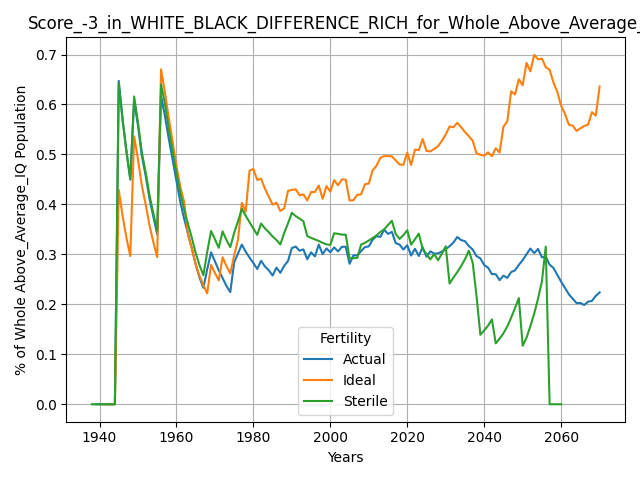 Score_-3_in_WHITE_BLACK_DIFFERENCE_RICH_for_Whole_Above_Average_
% of Whole Above_Average_IQ Population
0.7
0.6
0.5
0.4
0.3
0.2
0.1
0.0
Fertility
Actual
Ideal
Sterile
1940 1960 1980 2000 2020 2040 2060
Years